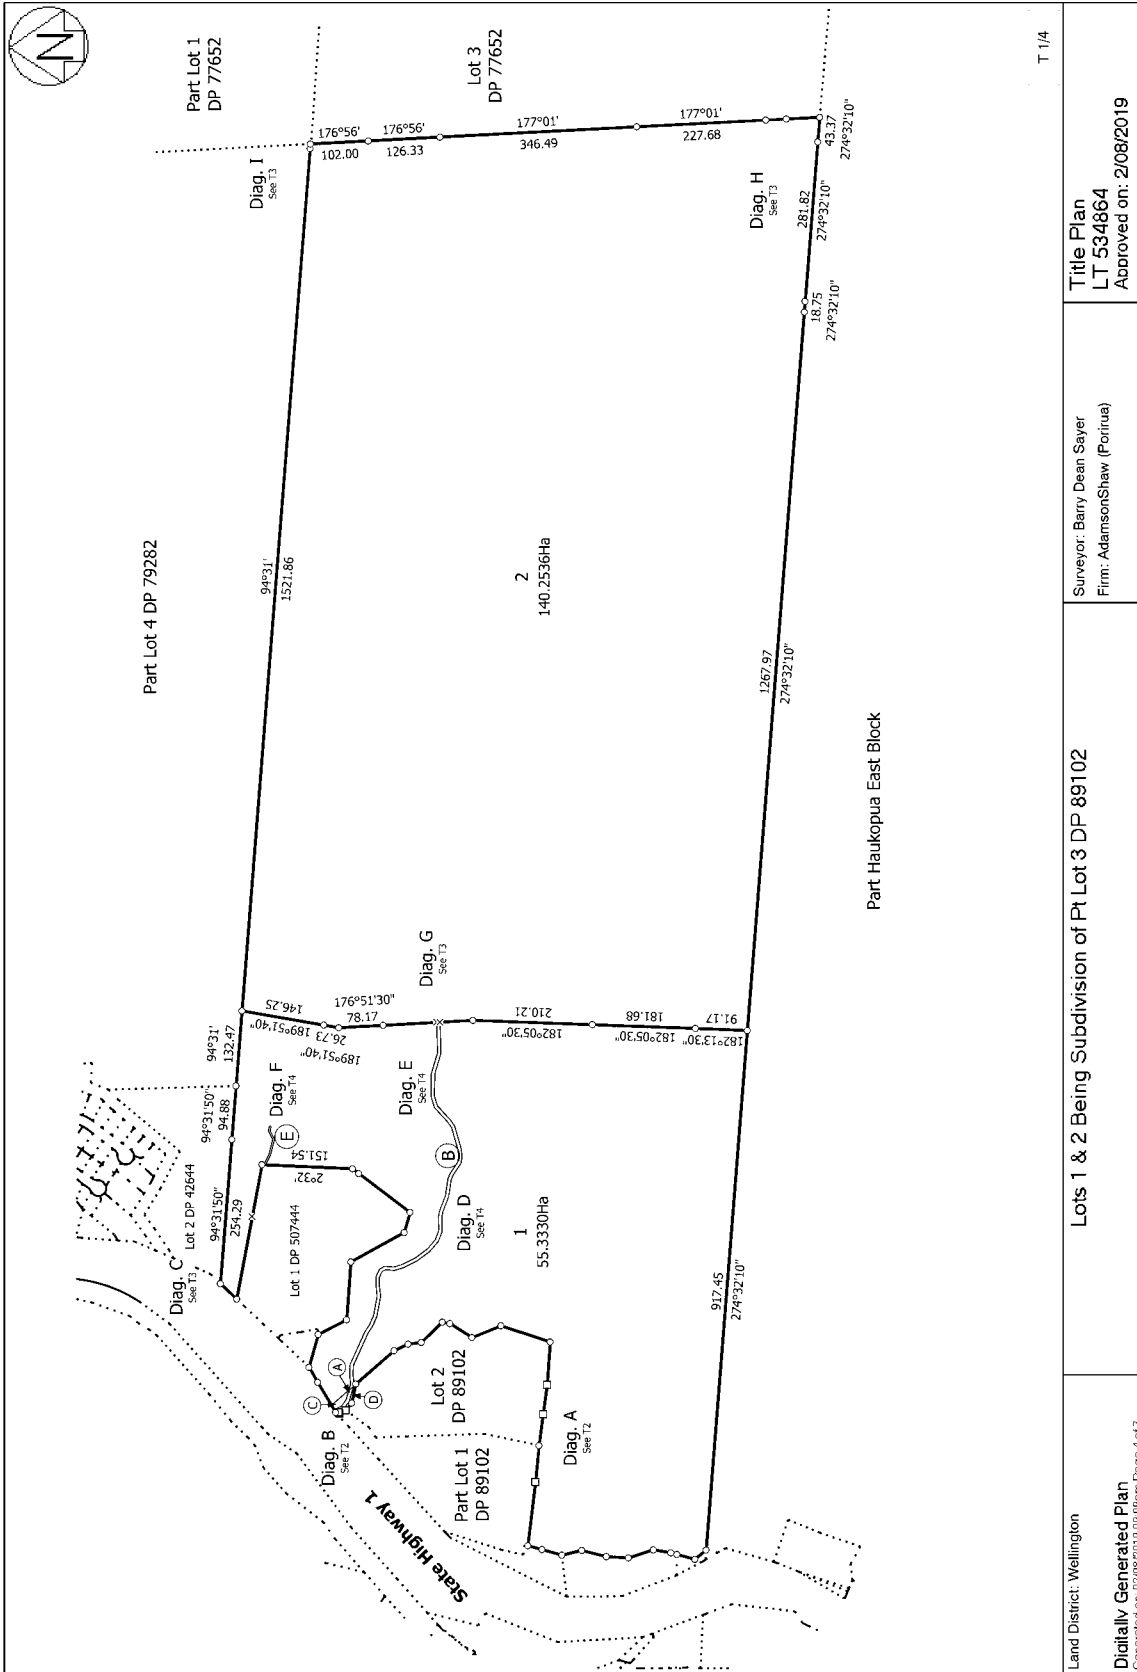 N
Part Lot 1
DP 77652
Lot 3
DP 77652
T 1/4
Diag. I
See T3
176°56'
102.00
176°56'
126.33
177°01'
346.49
177°01'
227.68
43.37
274°32'10"
Diag. H
See T3
281.82
274°32'10"
18.75
274°32'10"
Part Lot 4 DP 79282
94°31'
1521.86
2
140.2536Ha
1267.97
274°32'10"
Part Haukopua East Block
94°31'
132.47
94°31'50"
94.88
94°31'50"
254.29
146.25
189°51'40"
26.73
189°51'40"
176°51'30"
78.17
Diag. G
See T3
210.21
182°05'30"
181.68
182°05'30"
91.17
182°13'30"
Diag. F
See T4
E
Diag. E
See T4
B
151.54
2°32'
Lot 2 DP 42644
Lot 1 DP 507444
Diag. C
See T3
Diag. D
See T4
1
55.3330Ha
917.45
274°32'10"
A
C
D
Diag. B
See T2
Lot 2
DP 89102
Diag. A
See T2
Part Lot 1
DP 89102
State Highway 1
Land District: Wellington
Digitally Generated Plan
Lots 1 & 2 Being Subdivision of Pt Lot 3 DP 89102
Surveyor: Barry Dean Sayer
Firm: AdamsonShaw (Porirua)
Title Plan
LT 534864
Approved on: 2/08/2019